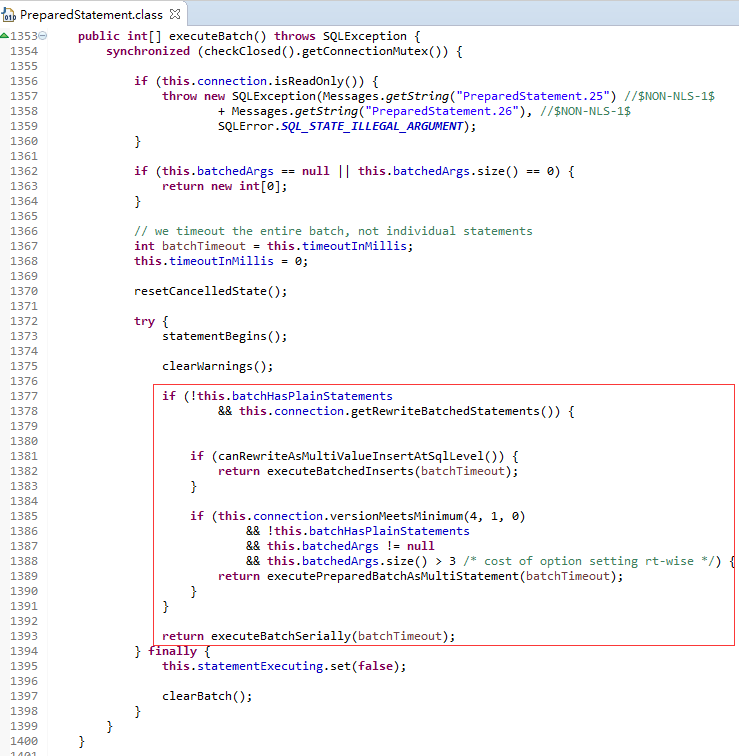 PreparedStatement.class
1353 public int[] executeBatch() throws SQLException {
1354 synchronized (checkClosed().getConnectionMutex()) {
1355
1356 if (this.connection.isReadOnly()) {
1357 throw new SQLException(Messages.getString("PreparedStatement.25") //$NON-NLS-1$
1358 + Messages.getString("PreparedStatement.26"), //$NON-NLS-1$
1359 SQLError.SQL_STATE_ILLEGAL_ARGUMENT);
1360 }
1361
1362 if (this.batchedArgs == null || this.batchedArgs.size() == 0) {
1363 return new int[0];
1364 }
1365
1366 // we timeout the entire batch, not individual statements
1367 int batchTimeout = this.timeoutInMillis;
1368 this.timeoutInMillis = 0;
1369
1370 resetCancelledState();
1371
1372 try {
1373 statementBegins();
1374
1375 clearWarnings();
1376
1377 if (!this.batchHasPlainStatements
1378 && this.connection.getRewriteBatchedStatements()) {
1379
1380
1381 if (canRewriteAsMultiValueInsertAtSqlLevel()) {
1382 return executeBatchedInserts(batchTimeout);
1383 }
1384
1385 if (this.connection.versionMeetsMinimum(4, 1, 0)
1386 && !this.batchHasPlainStatements
1387 && this.batchedArgs != null
1388 && this.batchedArgs.size() > 3 /* cost of option setting rt-wise */) {
1389 return executePreparedBatchAsMultiStatement(batchTimeout);
1390 }
1391 }
1392
1393 return executeBatchSerially(batchTimeout);
1394 } finally {
1395 this.statementExecuting.set(false);
1396
1397 clearBatch();
1398 }
1399 }
1400 }
1401